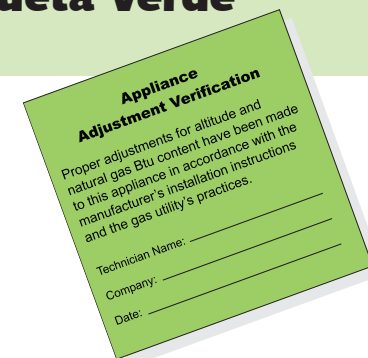 Verde
Appliance
Adjustment Verification
Proper adjustments for altitude and
natural gas Btu content have been made
to this appliance in accordance with the
manufacturer's installation instructions
and the gas utility's practices.
Technician Name:
Company:
Date: